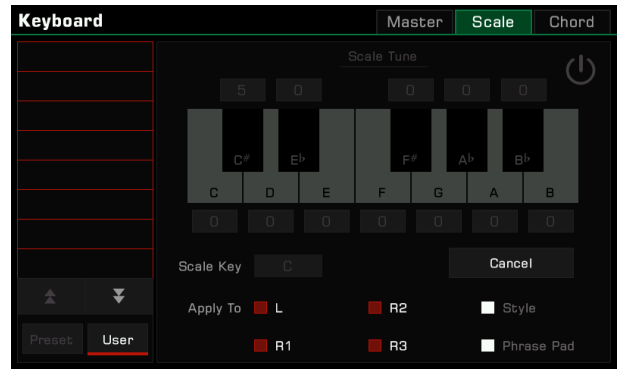 Keyboard Master Scale Chord
Scale Tune
5 0 0 0 0
C# E♭ F# A♭ B♭
C D E F G A B
0 0 0 0 0 0 0
Scale Key C Cancel
Apply To L R2 Style
R1 R3 Phrase Pad
Preset User